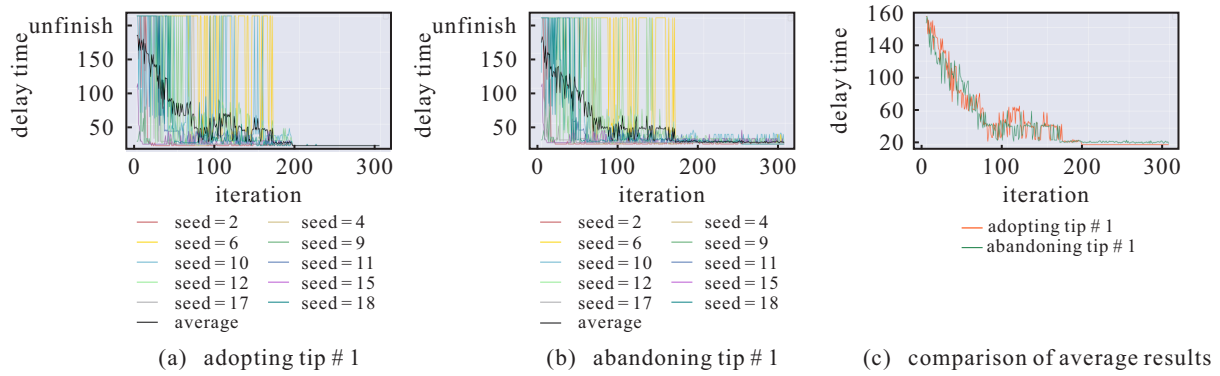 unfinish
150
100
50
delay time
0
100
200
300
iteration
seed = 2
seed = 4
seed = 6
seed = 9
seed = 10
seed = 11
seed = 12
seed = 15
seed = 17
seed = 18
average
(a) adopting tip # 1
unfinish
150
100
50
delay time
0
100
200
300
iteration
seed = 2
seed = 4
seed = 6
seed = 9
seed = 10
seed = 11
seed = 12
seed = 15
seed = 17
seed = 18
average
(b) abandoning tip # 1
160
140
100
60
20
delay time
0
100
200
300
iteration
adopting tip # 1
abandoning tip # 1
(c) comparison of average results